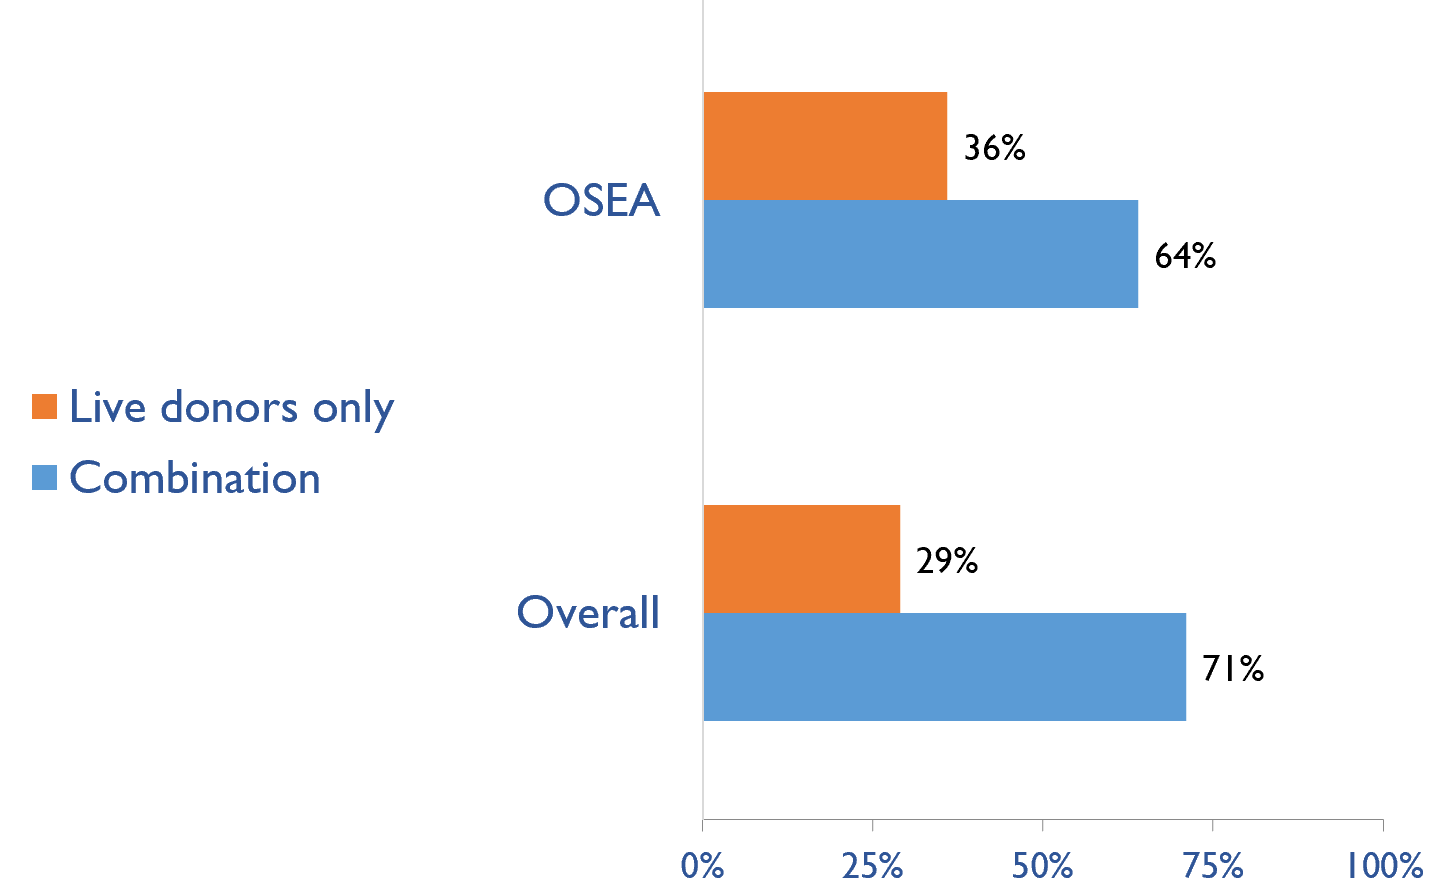 36%
OSEA
64%
Live donors only
Combination
29%
Overall
71%
0% 25% 50% 75% 100%